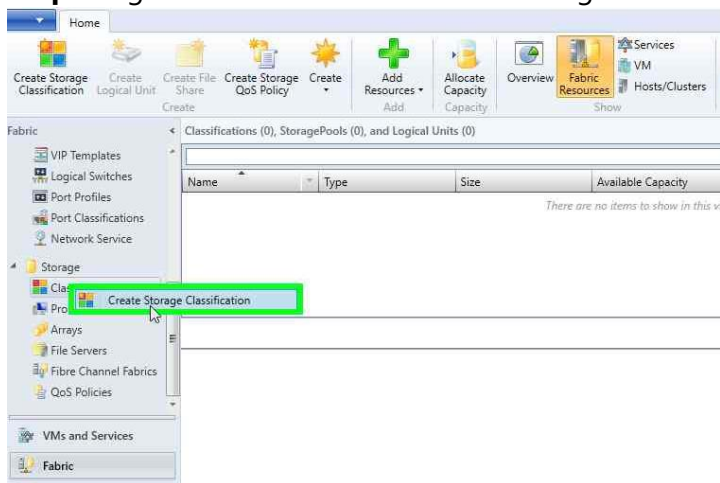 Home
Create Storage Classification
Create Logical Unit
Create File Share
Create Storage QoS Policy
Create
Add Resources
Allocate Capacity
Overview
Fabric Resources
Services
VM
Hosts/Clusters
Create
Add
Capacity
Show
Fabric
Classifications (0), StoragePools (0), and Logical Units (0)
VIP Templates
Logical Switches
Port Profiles
Port Classifications
Network Service
Name
Type
Size
Available Capacity
There are no items to show in this
Storage
Clas
Create Storage Classification
Pro
Arrays
File Servers
Fibre Channel Fabrics
QoS Policies
VMs and Services
Fabric